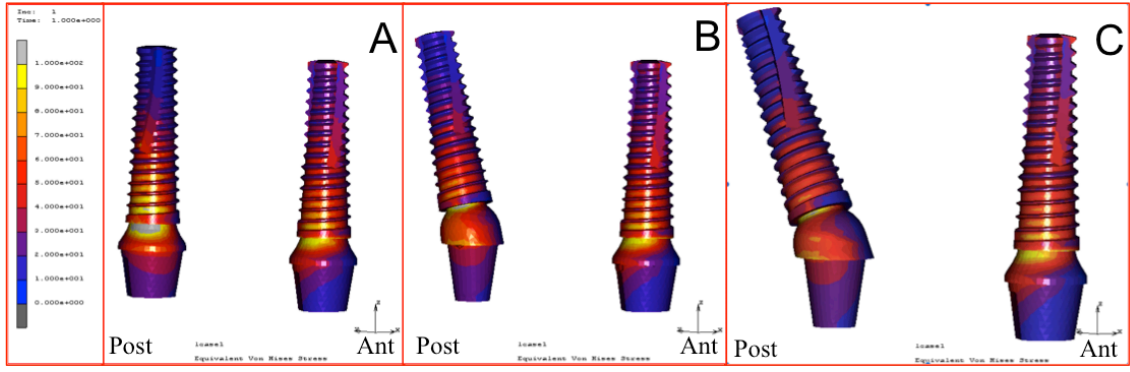 Inc: 1
Time: 1.000e+000
A
B
C
1.000e+002
9.000e+001
8.000e+001
7.000e+001
6.000e+001
5.000e+001
4.000e+001
3.000e+001
2.000e+001
1.000e+001
0.000e+000
Post
lcase1
Equivalent Von Mises Stress
Ant
Post
lcase1
Equivalent Von Mises Stress
Ant
Post
lcase1
Equivalent Von Mises Stress
Ant
z
x
z
x
z
x